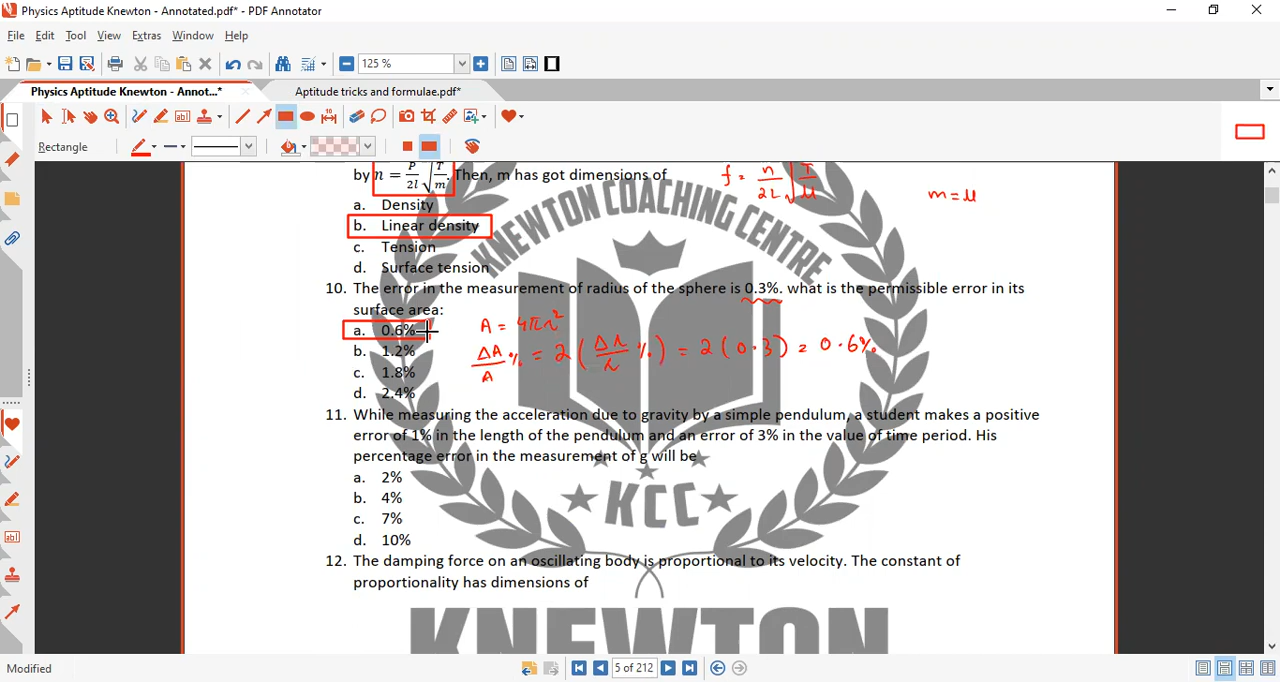 Physics Aptitude Knewton - Annotated.pdf* - PDF Annotator
File Edit Tool View Extras Window Help
125 %
Physics Aptitude Knewton - Annot...*
Aptitude tricks and formulae.pdf*
Rectangle
by n = P/2l √T/m. Then, m has got dimensions of
f = n/2L √T/μ
m = μ
a. Density
b. Linear density
c. Tension
d. Surface tension
10. The error in the measurement of radius of the sphere is 0.3%. what is the permissible error in its
surface area:
a. 0.6%
b. 1.2%
c. 1.8%
d. 2.4%
A = 4πr²
ΔA/A % = 2 (Δr/r %) = 2 (0.3) = 0.6%.
11. While measuring the acceleration due to gravity by a simple pendulum, a student makes a positive
error of 1% in the length of the pendulum and an error of 3% in the value of time period. His
percentage error in the measurement of g will be
a. 2%
b. 4%
c. 7%
d. 10%
12. The damping force on an oscillating body is proportional to its velocity. The constant of
proportionality has dimensions of
KNEWTON COACHING CENTRE
KCC
KNEWTON
Modified
5 of 212